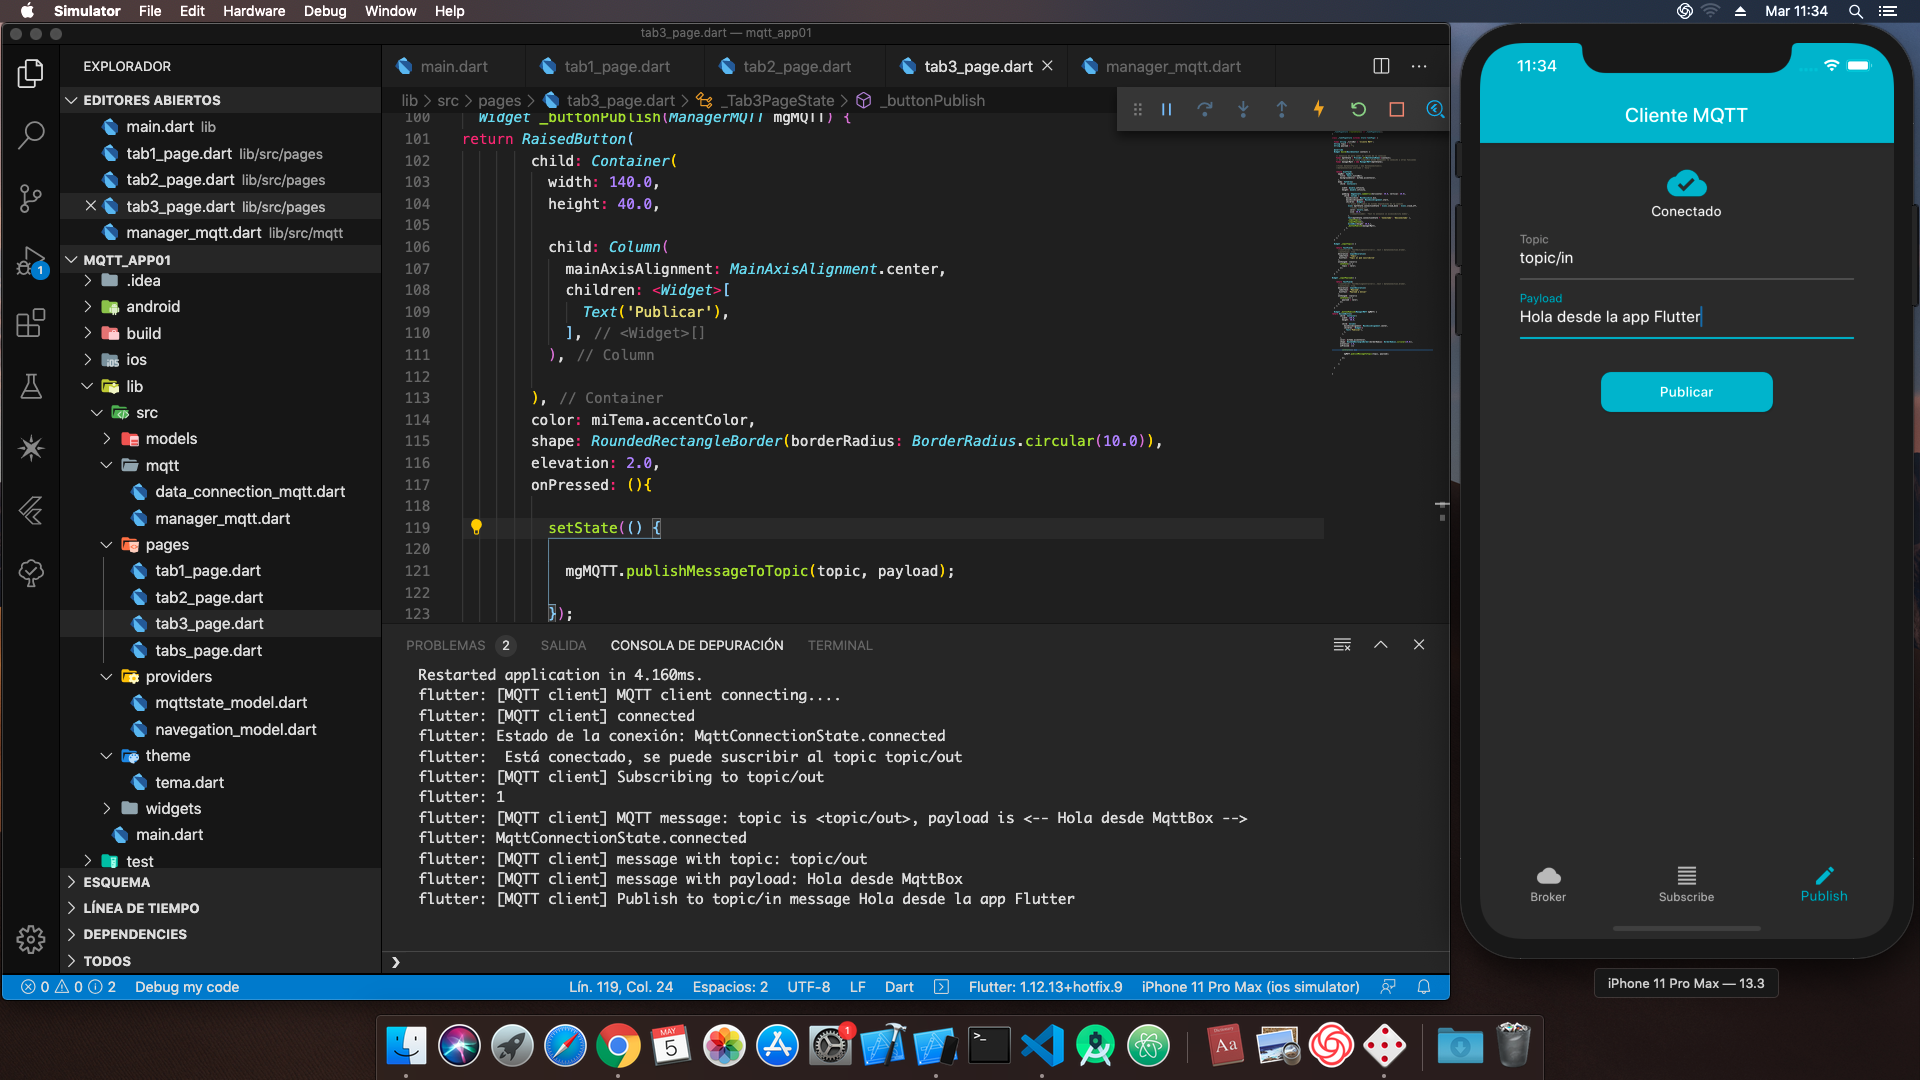 Simulator File Edit Hardware Debug Window Help
Mar 11:34
tab3_page.dart — mqtt_app01
EXPLORADOR
EDITORES ABIERTOS
main.dart lib
tab1_page.dart lib/src/pages
tab2_page.dart lib/src/pages
tab3_page.dart lib/src/pages
manager_mqtt.dart lib/src/mqtt
MQTT_APP01
.idea
android
build
ios
lib
src
models
mqtt
data_connection_mqtt.dart
manager_mqtt.dart
pages
tab1_page.dart
tab2_page.dart
tab3_page.dart
tabs_page.dart
providers
mqttstate_model.dart
navegation_model.dart
theme
tema.dart
widgets
main.dart
test
ESQUEMA
LÍNEA DE TIEMPO
DEPENDENCIES
TODOS
1
main.dart
tab1_page.dart
tab2_page.dart
tab3_page.dart
manager_mqtt.dart
lib > src > pages > tab3_page.dart > _Tab3PageState > _buttonPublish
100 Widget _buttonPublish(ManagerMQTT mgMQTT) {
101 return RaisedButton(
102 child: Container(
103 width: 140.0,
104 height: 40.0,
105
106 child: Column(
107 mainAxisAlignment: MainAxisAlignment.center,
108 children: <Widget>[
109 Text('Publicar'),
110 ], // <Widget>[]
111 ), // Column
112
113 ), // Container
114 color: miTema.accentColor,
115 shape: RoundedRectangleBorder(borderRadius: BorderRadius.circular(10.0)),
116 elevation: 2.0,
117 onPressed: (){
118
119 setState(() {
120
121 mgMQTT.publishMessageToTopic(topic, payload);
122
123 });
PROBLEMAS 2 SALIDA CONSOLA DE DEPURACIÓN TERMINAL
Restarted application in 4.160ms.
flutter: [MQTT client] MQTT client connecting....
flutter: [MQTT client] connected
flutter: Estado de la conexión: MqttConnectionState.connected
flutter:  Está conectado, se puede suscribir al topic topic/out
flutter: [MQTT client] Subscribing to topic/out
flutter: 1
flutter: [MQTT client] MQTT message: topic is <topic/out>, payload is <-- Hola desde MqttBox -->
flutter: MqttConnectionState.connected
flutter: [MQTT client] message with topic: topic/out
flutter: [MQTT client] message with payload: Hola desde MqttBox
flutter: [MQTT client] Publish to topic/in message Hola desde la app Flutter
0 0 2 Debug my code
Lín. 119, Col. 24 Espacios: 2 UTF-8 LF Dart Flutter: 1.12.13+hotfix.9 iPhone 11 Pro Max (ios simulator)
11:34
Cliente MQTT
Conectado
Topic
topic/in
Payload
Hola desde la app Flutter
Publicar
Broker
Subscribe
Publish
iPhone 11 Pro Max — 13.3
MAY
5
1
>_
Aa